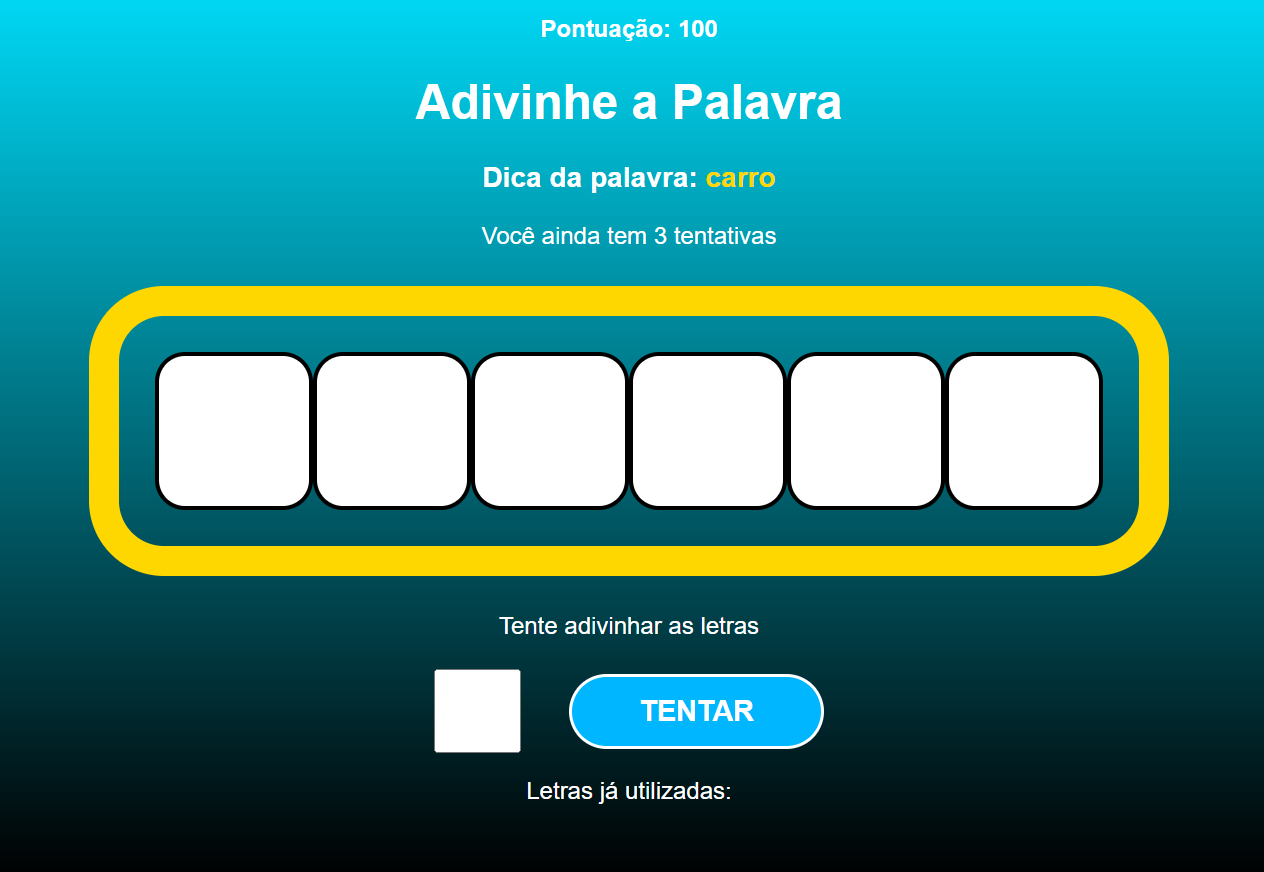 Pontuação: 100
Adivinhe a Palavra
Dica da palavra: carro
Você ainda tem 3 tentativas
Tente adivinhar as letras
TENTAR
Letras já utilizadas: